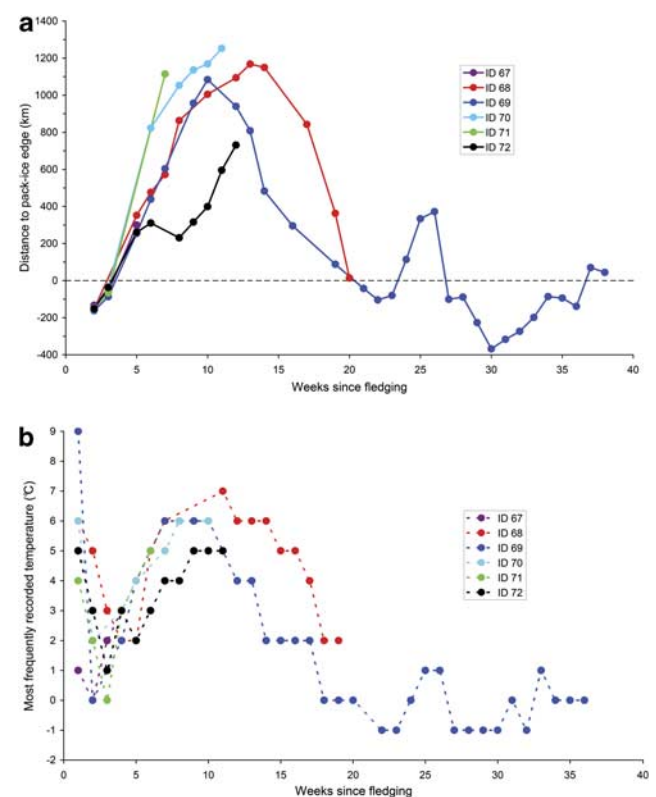 a
1400
1200
1000
800
600
400
200
0
-200
-400
0 5 10 15 20 25 30 35 40
Distance to pack-ice edge (km)
Weeks since fledging
ID 67
ID 68
ID 69
ID 70
ID 71
ID 72
b
9
8
7
6
5
4
3
2
1
0
-1
-2
0 5 10 15 20 25 30 35 40
Most frequently recorded temperature (℃)
Weeks since fledging
ID 67
ID 68
ID 69
ID 70
ID 71
ID 72